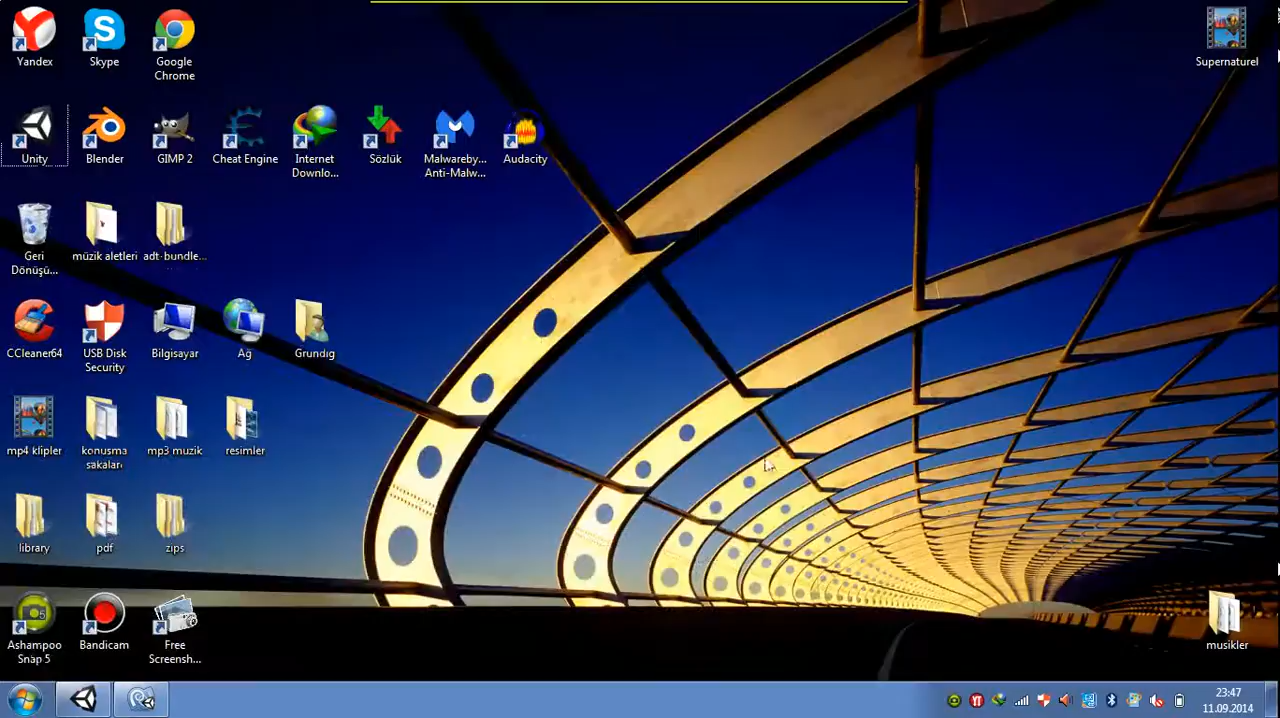 Yandex
Skype
Google
Chrome
Supernaturel
Unity
Blender
GIMP 2
Cheat Engine
Internet
Downlo...
Sözlük
Malwareby...
Anti-Malw...
Audacity
Geri
Dönüşü...
müzik aletleri
adt-bundle...
CCleaner64
USB Disk
Security
Bilgisayar
Ağ
Grundıg
mp4 klipler
konusma
sakaları
mp3 muzik
resimler
library
pdf
zıps
Ashampoo
Snap 5
Bandicam
Free
Screensh...
musikler
23:47
11.09.2014